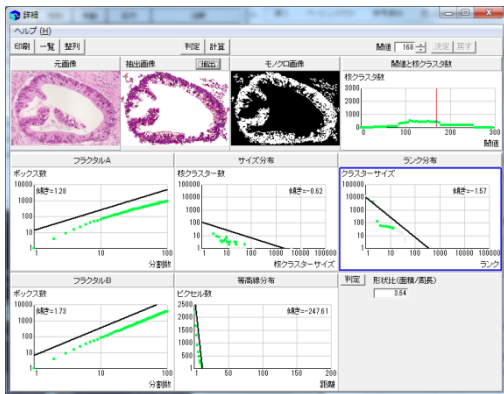 詳細
ヘルプ (H)
印刷 一覧 整列 判定 計算 閾値 160 決定 戻す
元画像 抽出画像 抽出 モノクロ画像 閾値と核クラスタ数
核クラスタ数
3000
2000
1000
0
0 100 200 300
閾値
フラクタルA サイズ分布 ランク分布
ボックス数 核クラスター数 クラスターサイズ
10000 100000 100000
傾き=1.20 傾き=-0.62 傾き=-1.57
1000 10000 10000
100 1000 1000
10 100 100
1 10 10
1 1
1 10 100 1 10 100 1000 10000 100000 1 10 100 1000 10000 100000
分割数 核クラスターサイズ ランク
フラクタルB 等高線分布 判定 形状比(面積/周長)
ボックス数 ピクセル数 3.64
10000 2500
傾き=1.73 傾き=-247.61
1000 2000
100 1500
10 1000
1 500
1
1 10 100 1 50 100 150 200
分割数 距離